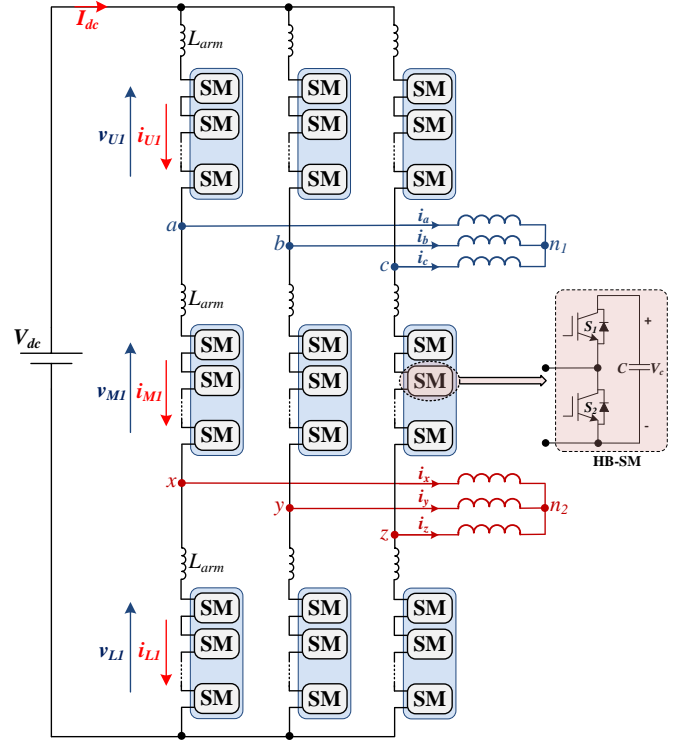 I_dc
L_arm
SM SM SM
v_U1 i_U1
SM SM SM
SM SM SM
a i_a
b i_b n_1
c i_c
L_arm
V_dc
SM SM SM
v_M1 i_M1
SM SM SM
SM SM SM
S_1 +
C V_c
S_2 -
HB-SM
x i_x
y i_y n_2
z i_z
L_arm
SM SM SM
v_L1 i_L1
SM SM SM
SM SM SM